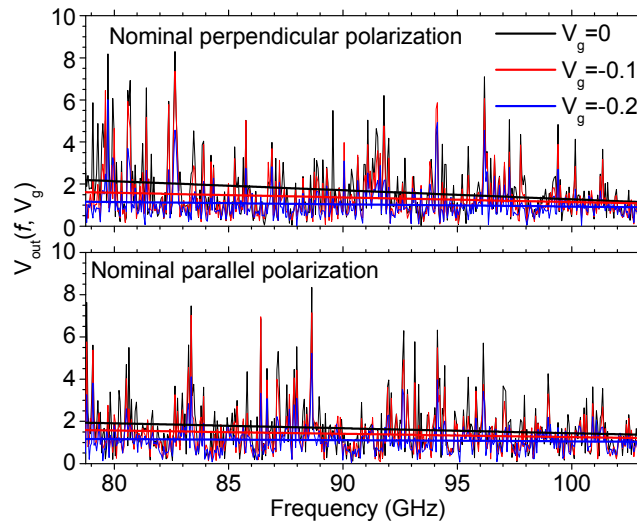 10
8
6
4
2
0
Nominal perpendicular polarization
V_g=0
V_g=-0.1
V_g=-0.2
V_out(f, V_g)
10
8
6
4
2
0
Nominal parallel polarization
80 85 90 95 100
Frequency (GHz)